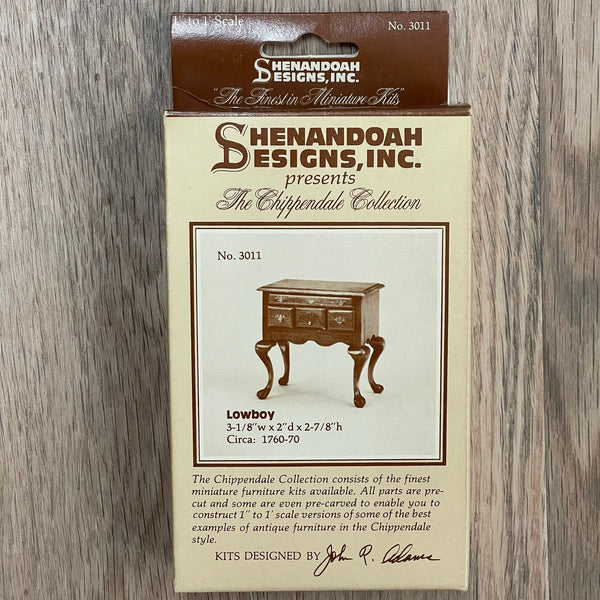 1" to 1' Scale
No. 3011
SHENANDOAH
DESIGNS, INC.
"The Finest in Miniature Kits"
SHENANDOAH
DESIGNS, INC.
presents
The Chippendale Collection
No. 3011
Lowboy
3-1/8"w x 2"d x 2-7/8"h
Circa: 1760-70
The Chippendale Collection consists of the finest
miniature furniture kits available. All parts are pre-
cut and some are even pre-carved to enable you to
construct 1" to 1' scale versions of some of the best
examples of antique furniture in the Chippendale
style.
KITS DESIGNED BY John R. Adams